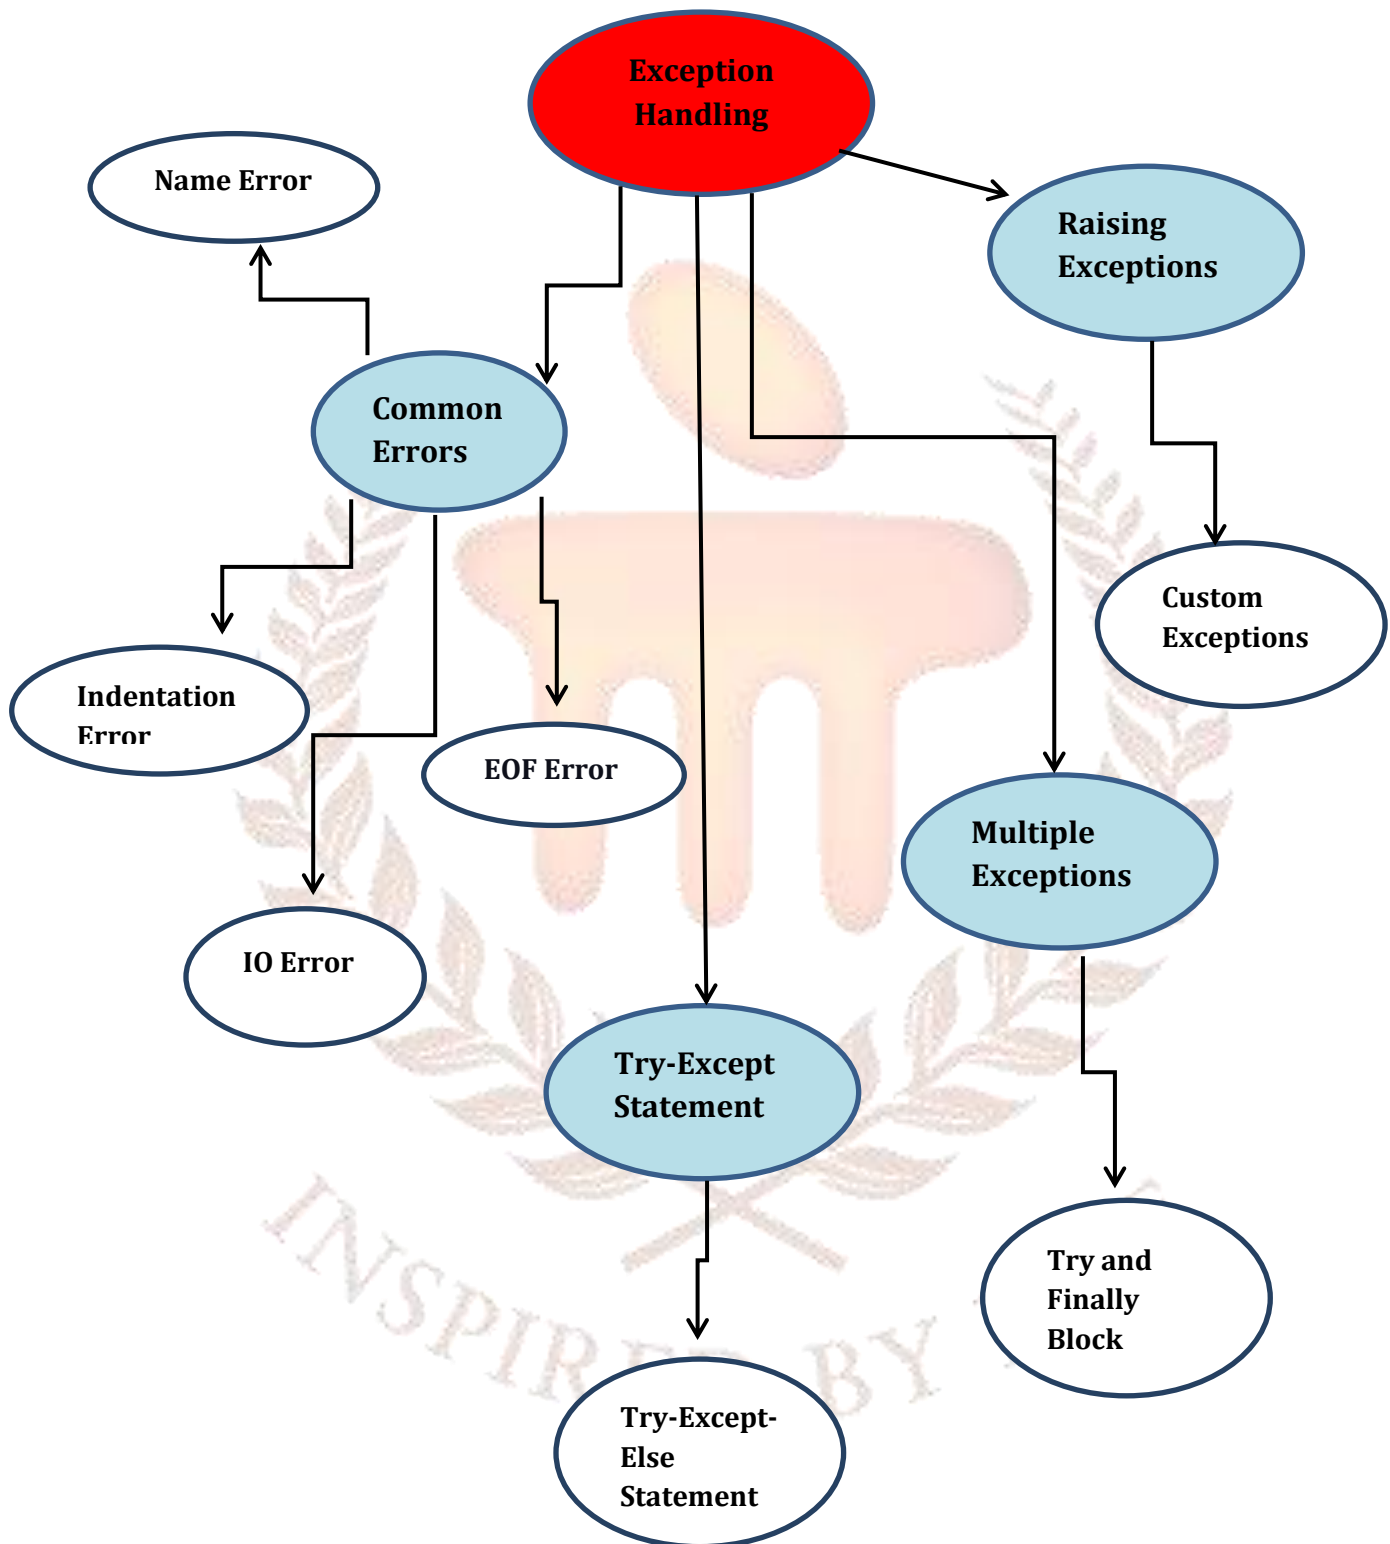 Exception
Handling
Name Error
Raising
Exceptions
Common
Errors
Custom
Exceptions
Indentation
Error
EOF Error
Multiple
Exceptions
IO Error
Try-Except
Statement
Try and
Finally
Block
Try-Except-
Else
Statement
INSPIRED BY